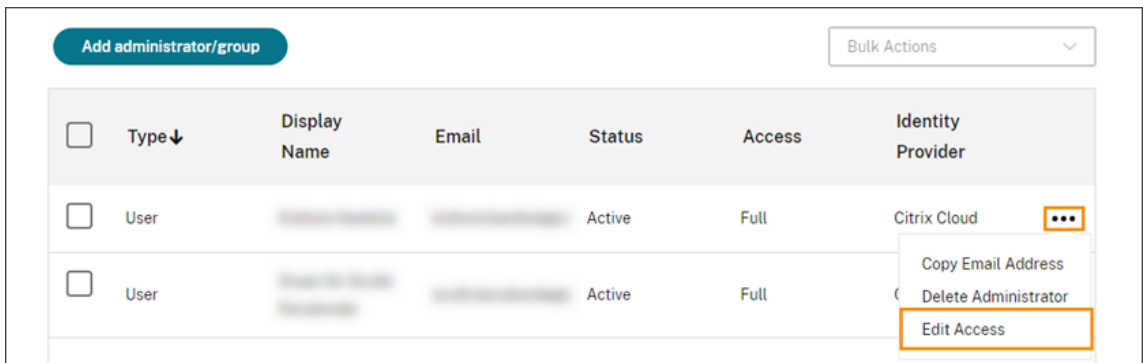 Add administrator/group
Bulk Actions
Type↓
Display
Name
Email
Status
Access
Identity
Provider
User
Active
Full
Citrix Cloud
•••
Copy Email Address
User
Active
Full
Delete Administrator
Edit Access